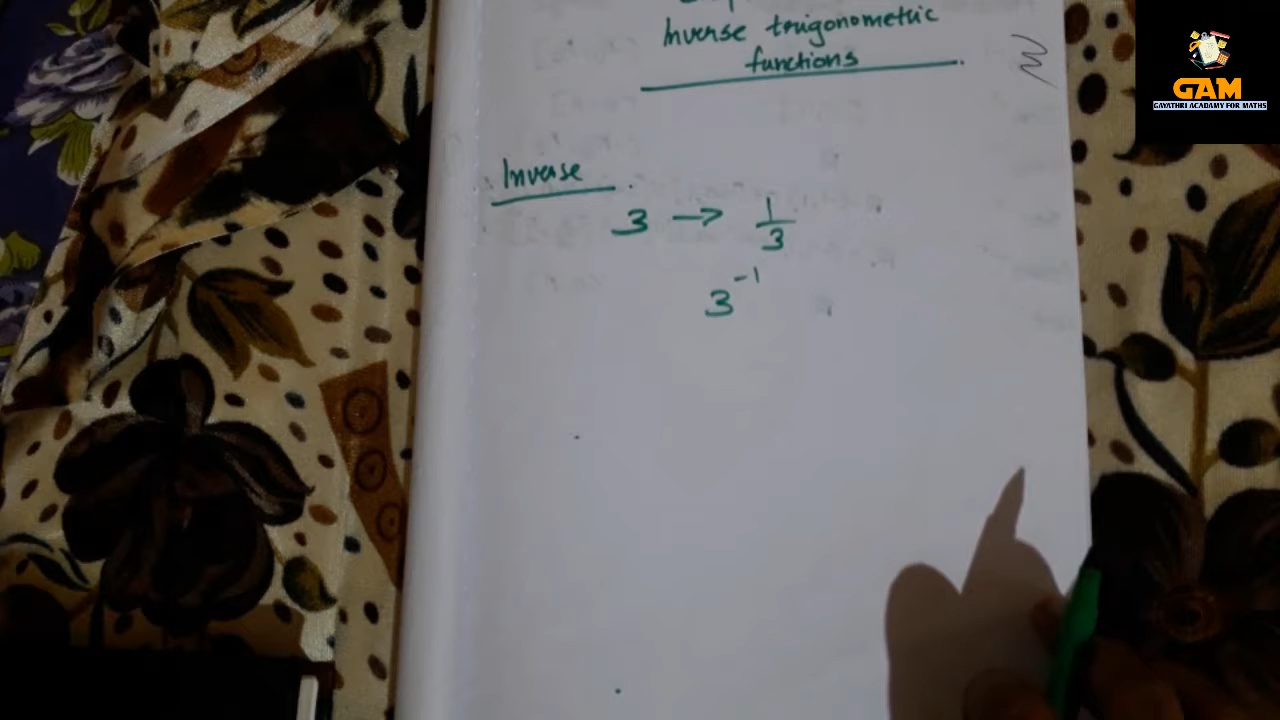 Inverse trigonometric
functions.
Inverse.
3 → 1/3
3⁻¹
GAM
GAYATHRI ACADAMY FOR MATHS